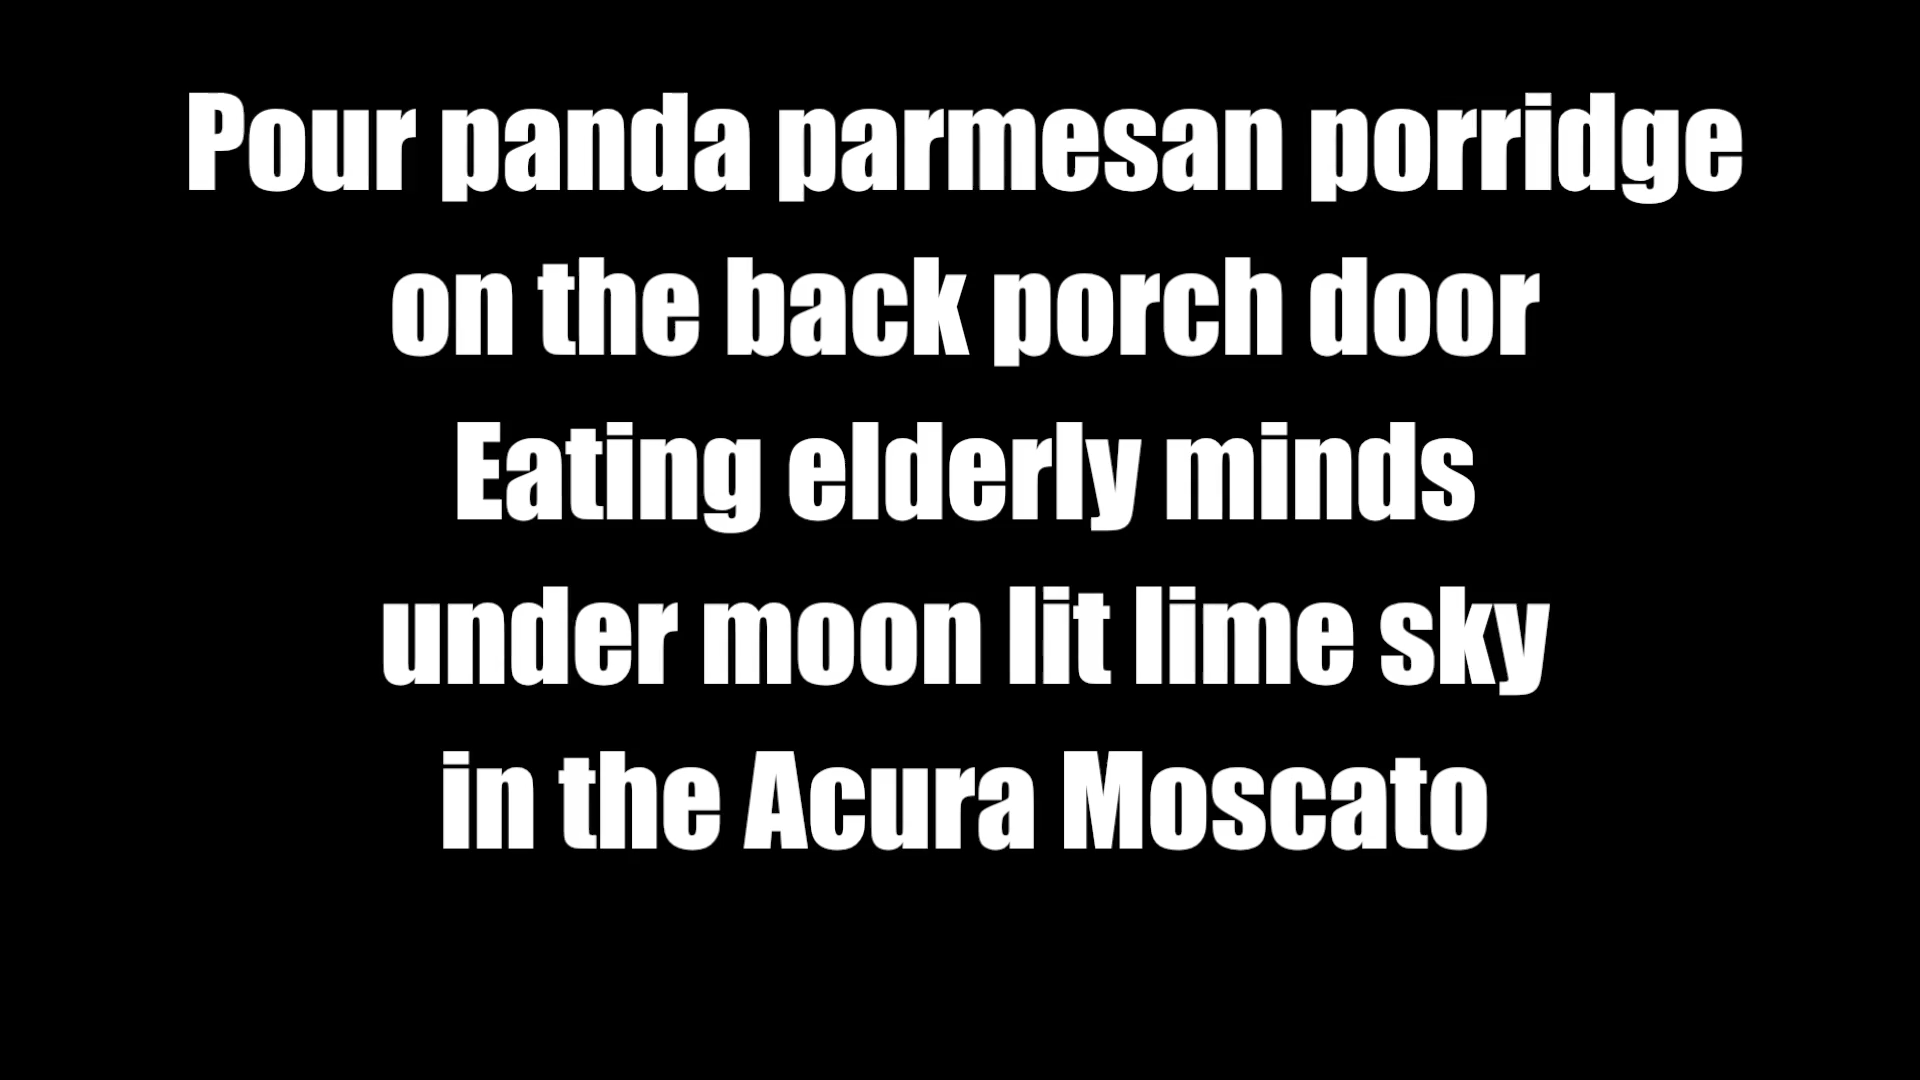 Pour panda parmesan porridge
on the back porch door
Eating elderly minds
under moon lit lime sky
in the Acura Moscato